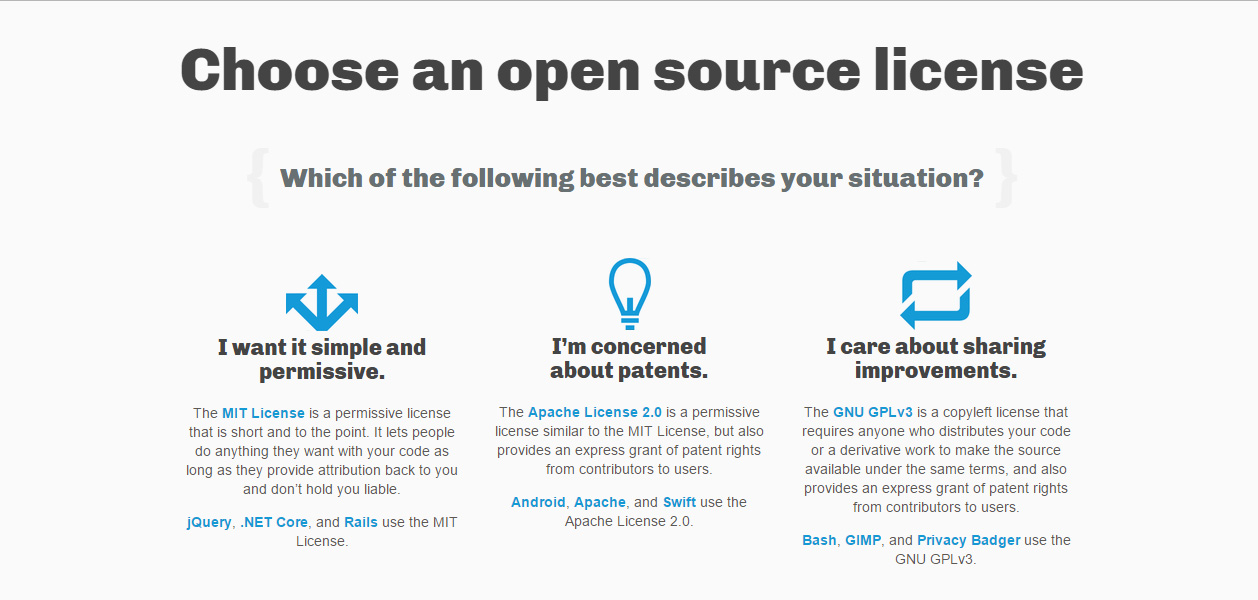 Choose an open source license
{ Which of the following best describes your situation? }
I want it simple and
permissive.
The MIT License is a permissive license
that is short and to the point. It lets people
do anything they want with your code as
long as they provide attribution back to you
and don’t hold you liable.
jQuery, .NET Core, and Rails use the MIT
License.
I’m concerned
about patents.
The Apache License 2.0 is a permissive
license similar to the MIT License, but also
provides an express grant of patent rights
from contributors to users.
Android, Apache, and Swift use the
Apache License 2.0.
I care about sharing
improvements.
The GNU GPLv3 is a copyleft license that
requires anyone who distributes your code
or a derivative work to make the source
available under the same terms, and also
provides an express grant of patent rights
from contributors to users.
Bash, GIMP, and Privacy Badger use the
GNU GPLv3.